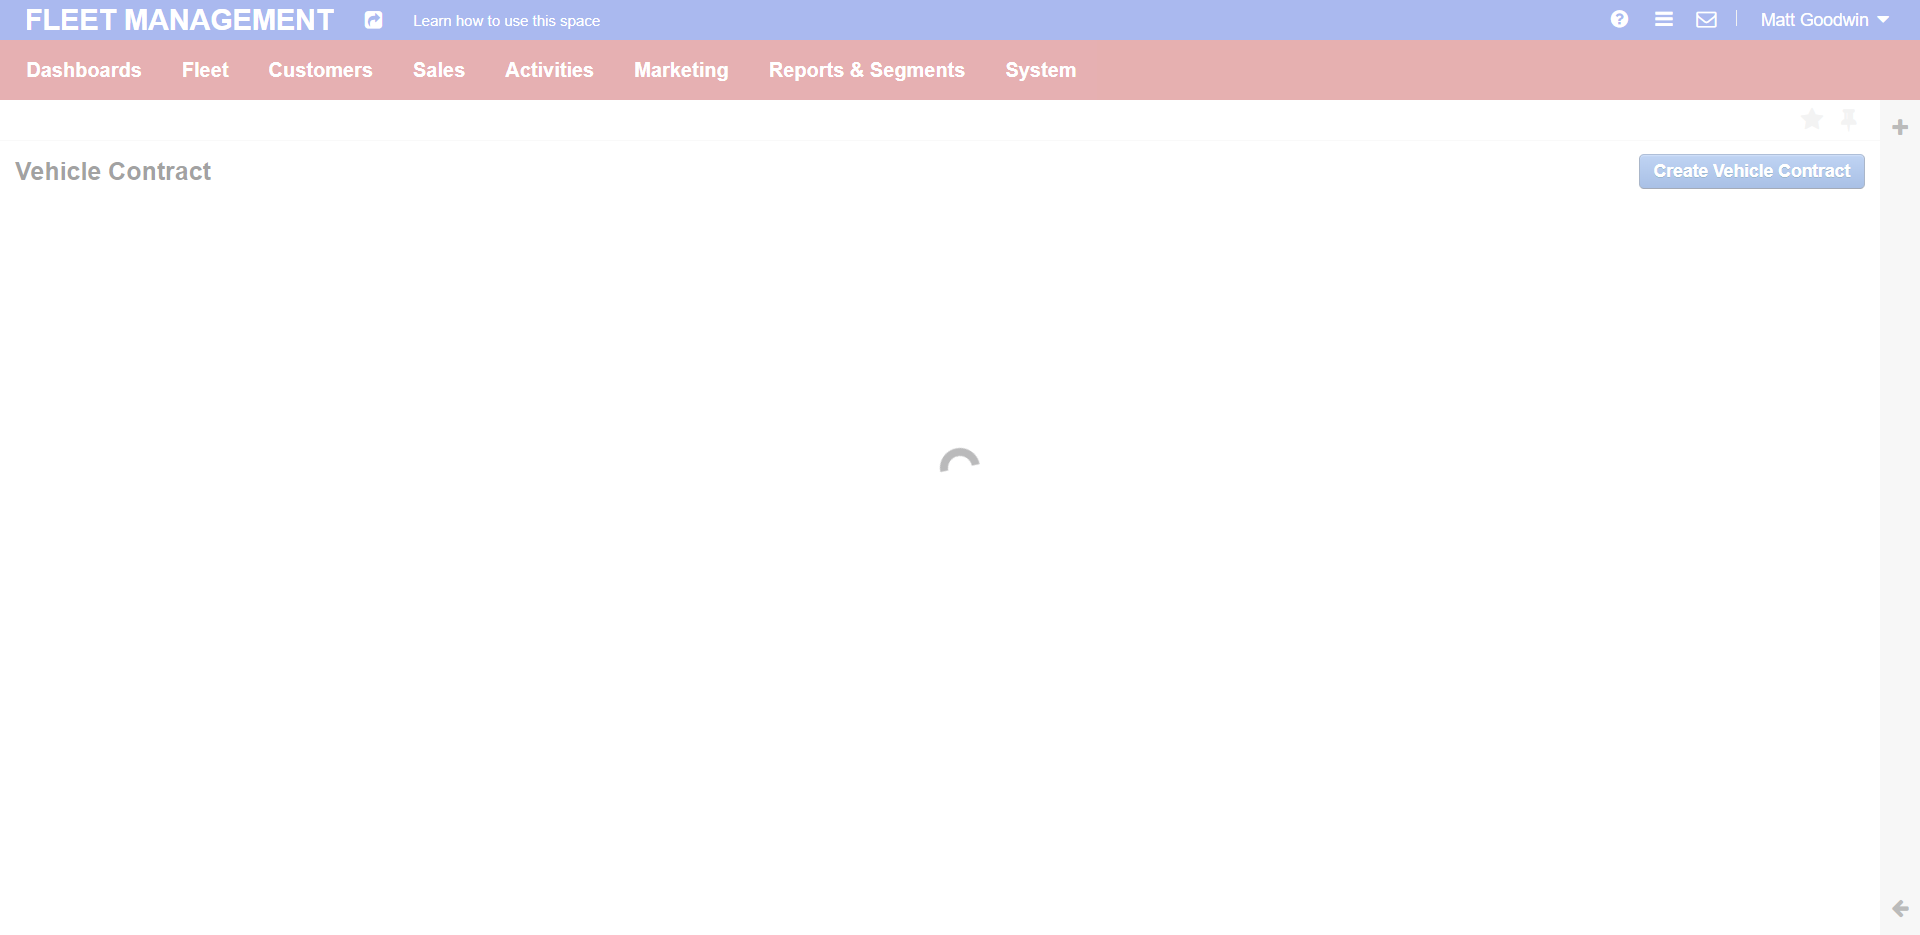 FLEET MANAGEMENT Learn how to use this space Matt Goodwin
Dashboards Fleet Customers Sales Activities Marketing Reports & Segments System
Vehicle Contract Create Vehicle Contract